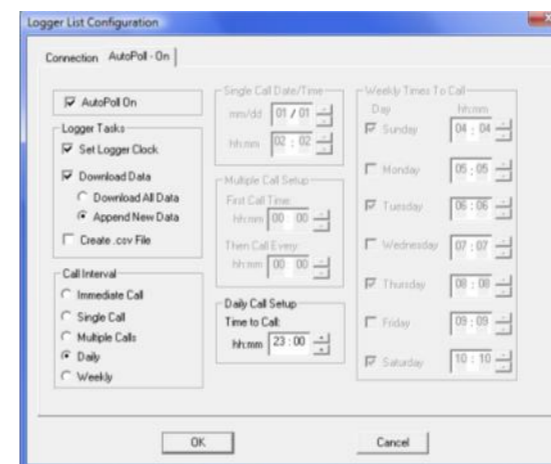 Logger List Configuration
Connection AutoPoll - On
AutoPoll On
Logger Tasks
Set Logger Clock
Download Data
Download All Data
Append New Data
Create .csv File
Call Interval
Immediate Call
Single Call
Multiple Calls
Daily
Weekly
Single Call Date/Time
mm/dd 01 / 01
hh:mm 02 : 02
Multiple Call Setup
First Call Time:
hh:mm 00 : 00
Then Call Every:
hh:mm 00 : 00
Daily Call Setup
Time to Call:
hh:mm 23 : 00
Weekly Times To Call
Day hh:mm
Sunday 04 : 04
Monday 05 : 05
Tuesday 06 : 06
Wednesday 07 : 07
Thursday 08 : 08
Friday 09 : 09
Saturday 10 : 10
OK Cancel